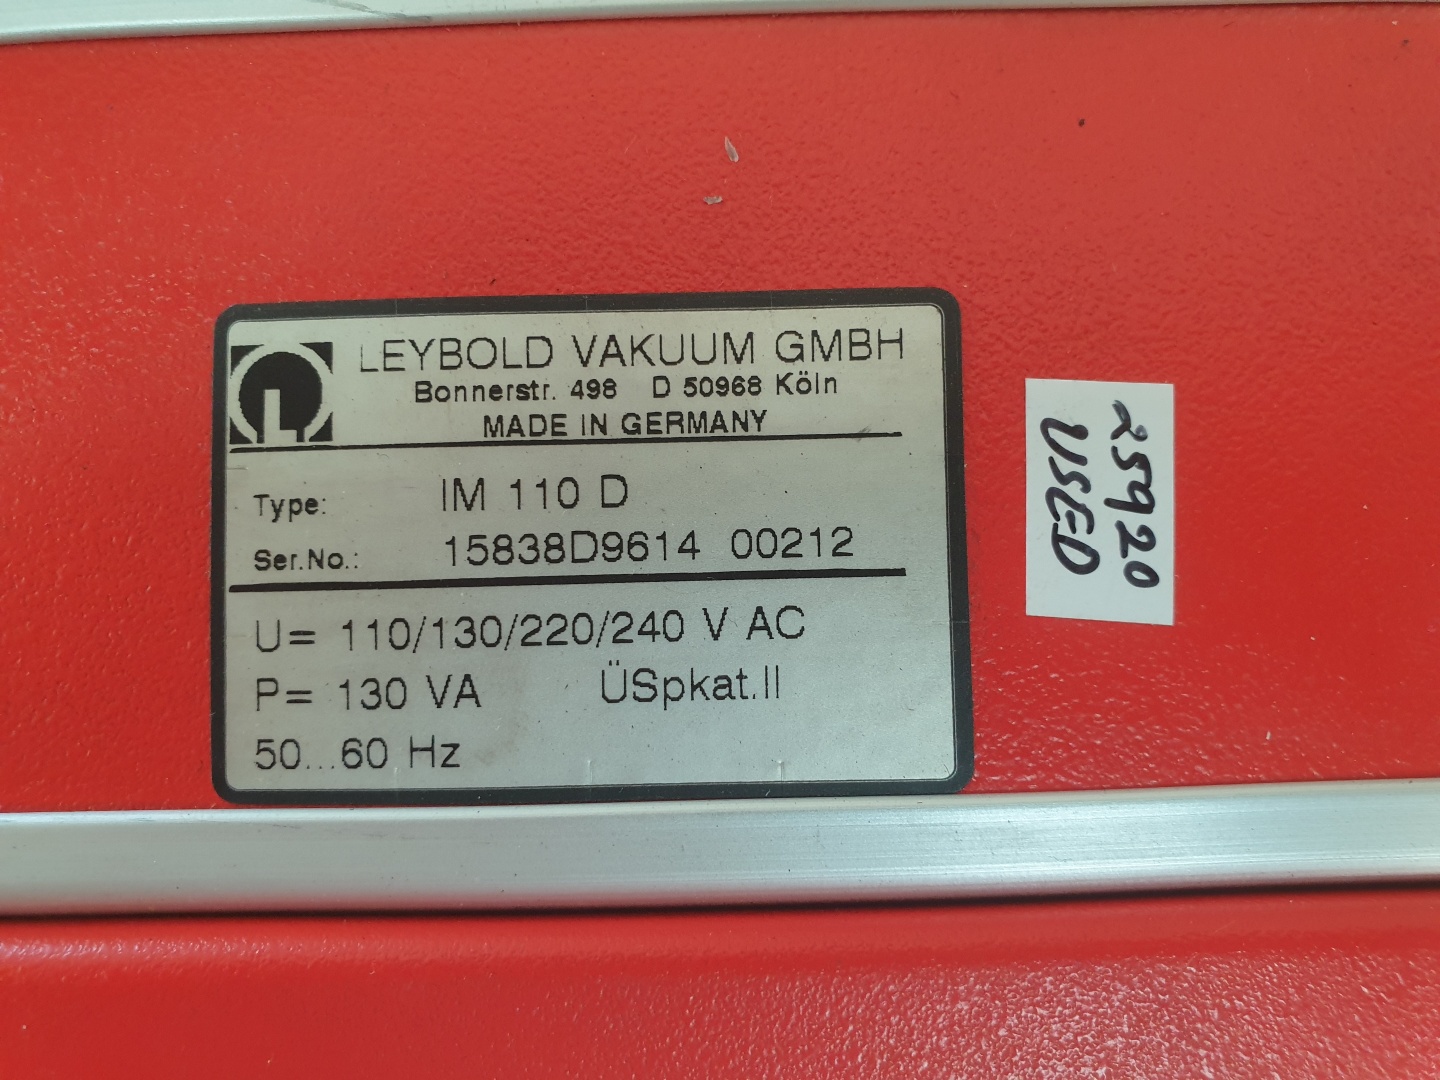 LEYBOLD VAKUUM GMBH
Bonnerstr. 498 D 50968 Köln
MADE IN GERMANY
Type: IM 110 D
Ser.No.: 15838D9614 00212
U= 110/130/220/240 V AC
P= 130 VA ÜSpkat.II
50...60 Hz
25920
USED